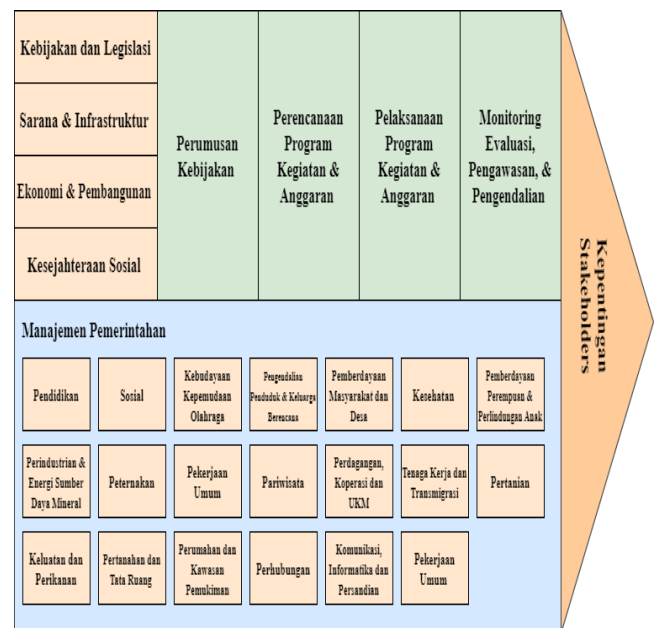 Kebijakan dan Legislasi
Sarana & Infrastruktur
Ekonomi & Pembangunan
Kesejahteraan Sosial
Perumusan
Kebijakan
Perencanaan
Program
Kegiatan &
Anggaran
Pelaksanaan
Program
Kegiatan &
Anggaran
Monitoring
Evaluasi,
Pengawasan, &
Pengendalian
Kepentingan
Stakeholders
Manajemen Pemerintahan
Pendidikan
Sosial
Kebudayaan
Kepemudaan
Olahraga
Pengendalian
Penduduk & Keluarga
Berencana
Pemberdayaan
Masyarakat dan
Desa
Kesehatan
Pemberdayaan
Perempuan &
Perlindungan Anak
Perindustrian &
Energi Sumber
Daya Mineral
Peternakan
Pekerjaan
Umum
Pariwisata
Perdagangan,
Koperasi dan
UKM
Tenaga Kerja dan
Transmigrasi
Pertanian
Keluatan dan
Perikanan
Pertanahan dan
Tata Ruang
Perumahan dan
Kawasan
Pemukiman
Perhubungan
Komunikasi,
Informatika dan
Persandian
Pekerjaan
Umum